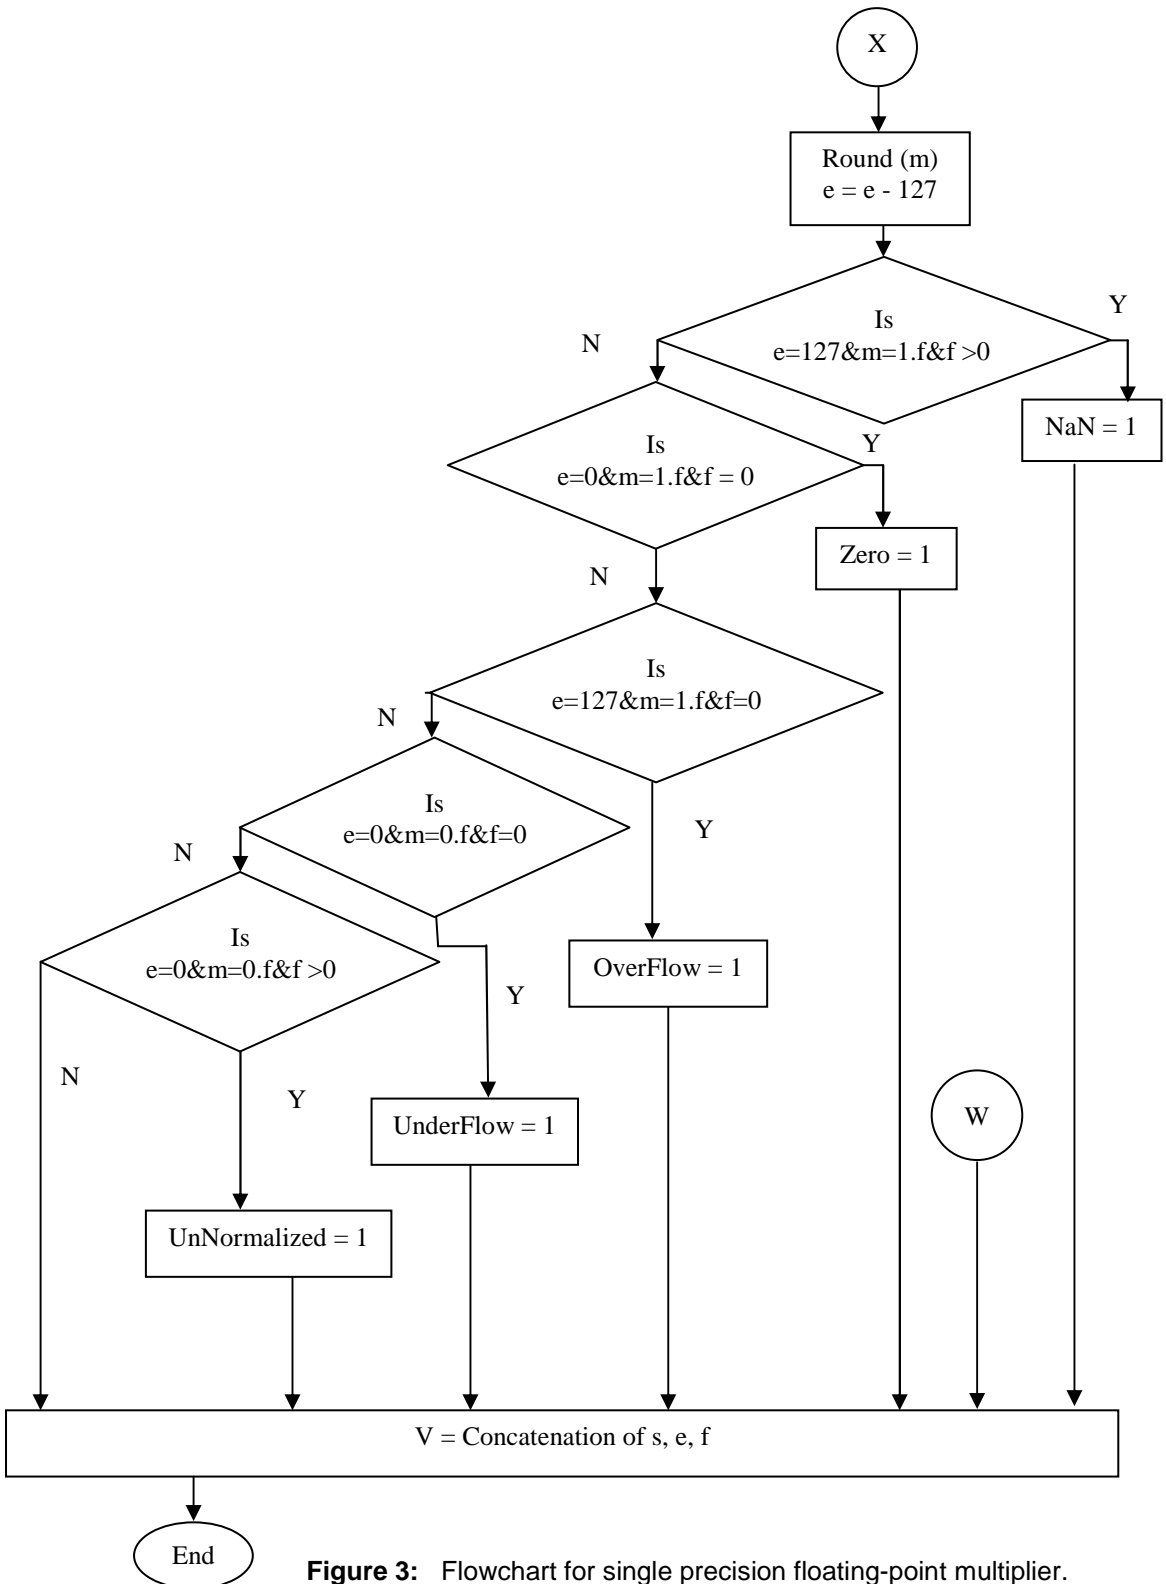 X
Round (m)
e = e - 127
Is
e=127&m=1.f&f >0
Y
N
NaN = 1
Is
e=0&m=1.f&f = 0
Y
Zero = 1
N
Is
e=127&m=1.f&f=0
N
Is
e=0&m=0.f&f=0
Y
N
Is
e=0&m=0.f&f >0
OverFlow = 1
Y
N
Y
UnderFlow = 1
W
UnNormalized = 1
V = Concatenation of s, e, f
End
Figure 3: Flowchart for single precision floating-point multiplier.